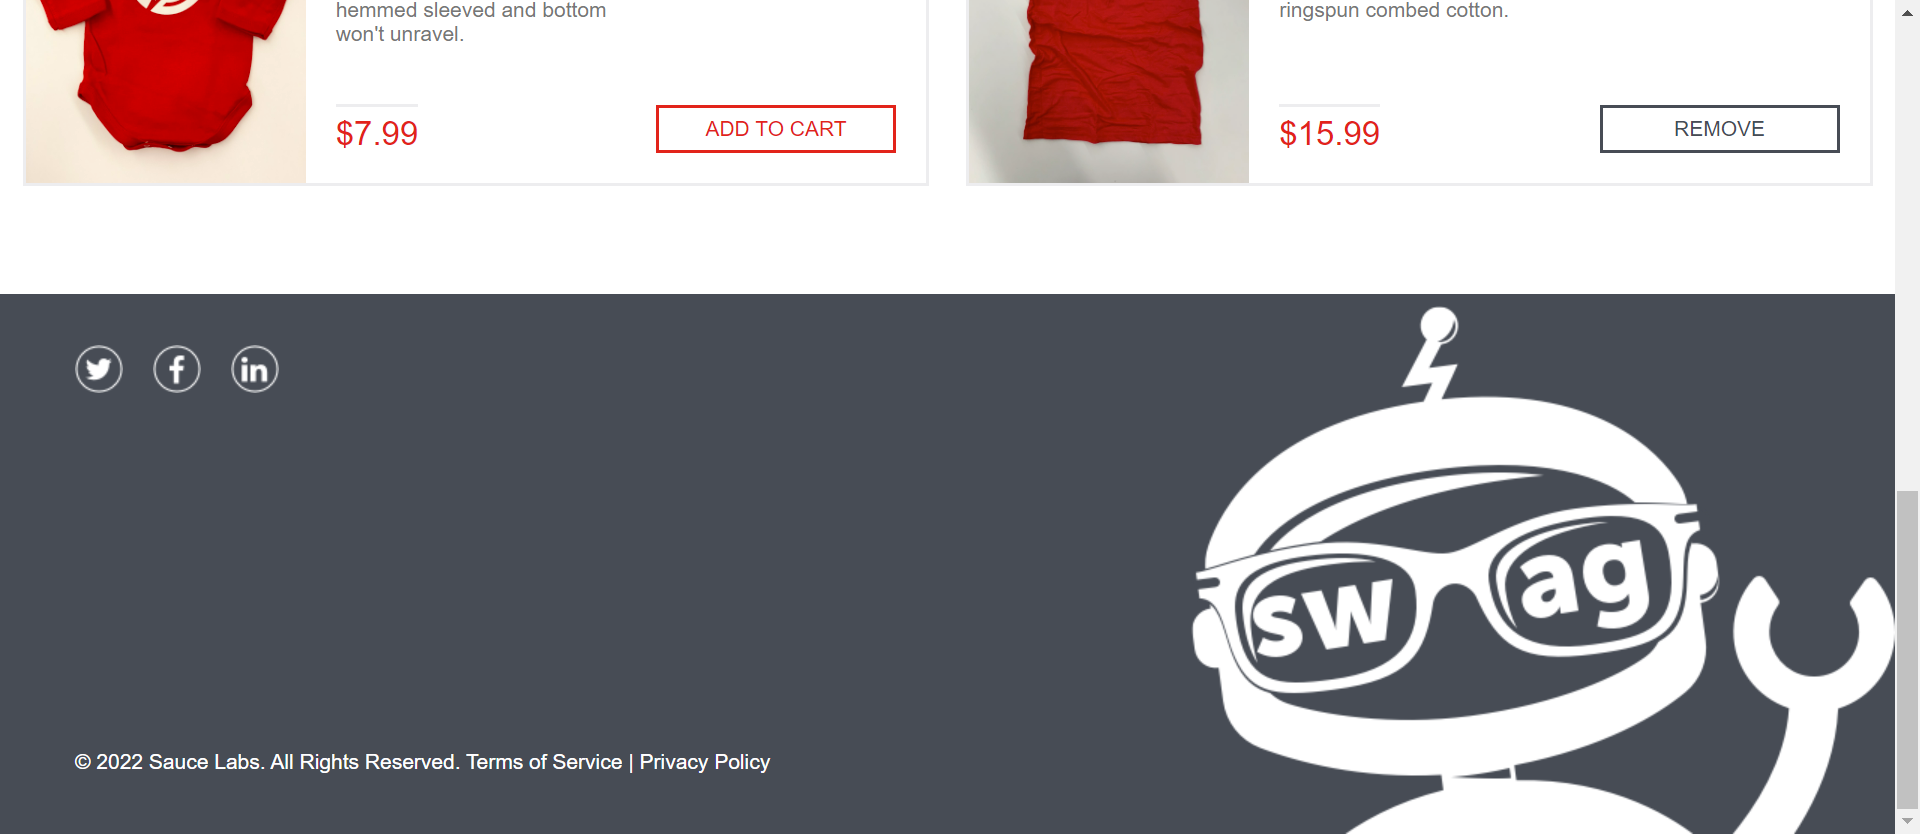 hemmed sleeved and bottom
won't unravel.
$7.99
ADD TO CART
ringspun combed cotton.
$15.99
REMOVE
in
sw ag
© 2022 Sauce Labs. All Rights Reserved. Terms of Service | Privacy Policy